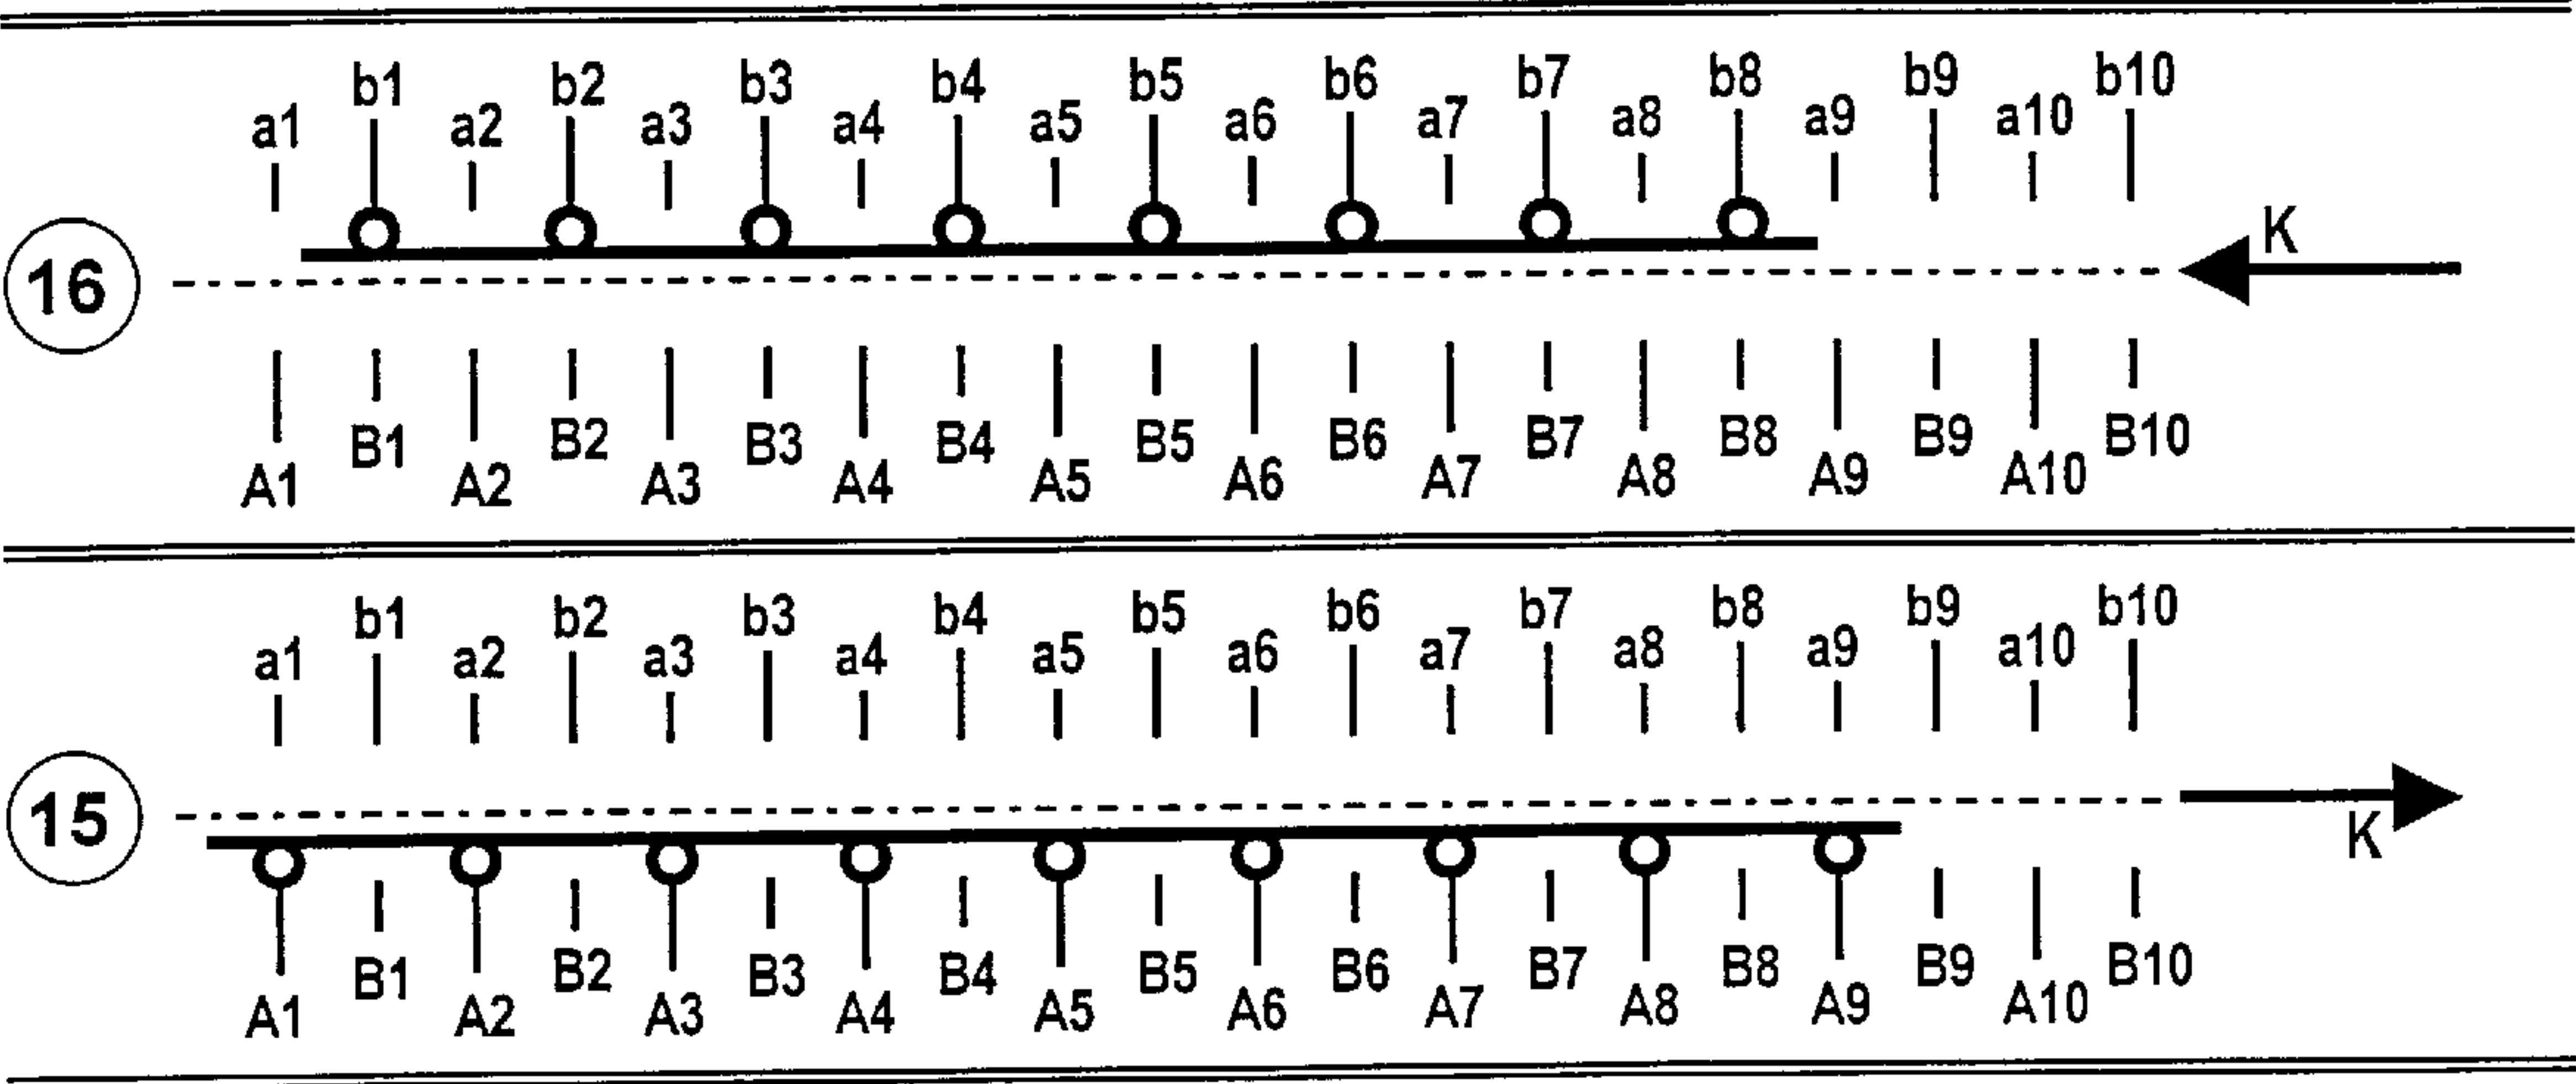 b1 b2 b3 b4 b5 b6 b7 b8 b9 b10
a1 a2 a3 a4 a5 a6 a7 a8 a9 a10
16 K
B1 B2 B3 B4 B5 B6 B7 B8 B9 B10
A1 A2 A3 A4 A5 A6 A7 A8 A9 A10
b1 b2 b3 b4 b5 b6 b7 b8 b9 b10
a1 a2 a3 a4 a5 a6 a7 a8 a9 a10
15 K
B1 B2 B3 B4 B5 B6 B7 B8 B9 B10
A1 A2 A3 A4 A5 A6 A7 A8 A9 A10